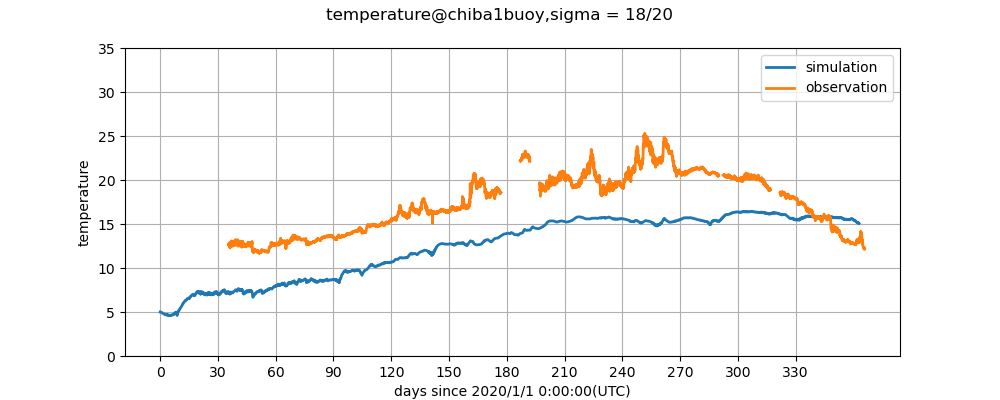 temperature@chiba1buoy,sigma = 18/20
35
30
25
20
15
10
5
0
temperature
simulation
observation
0 30 60 90 120 150 180 210 240 270 300 330
days since 2020/1/1 0:00:00(UTC)